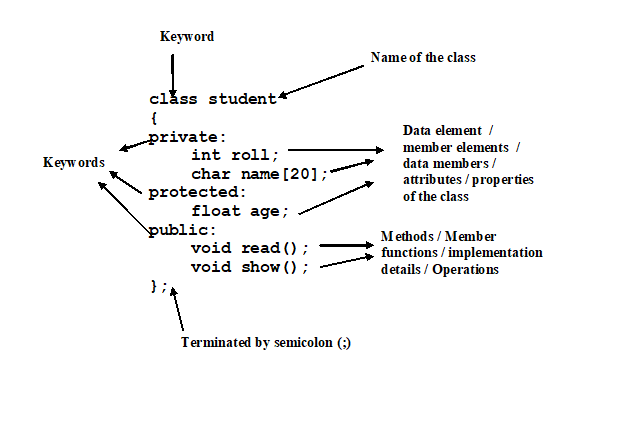 Keyword
Name of the class
class student
{
private:
int roll;
char name[20];
protected:
float age;
public:
void read();
void show();
};
Keywords
Data element /
member elements /
data members /
attributes / properties
of the class
Methods / Member
functions / implementation
details / Operations
Terminated by semicolon (;)